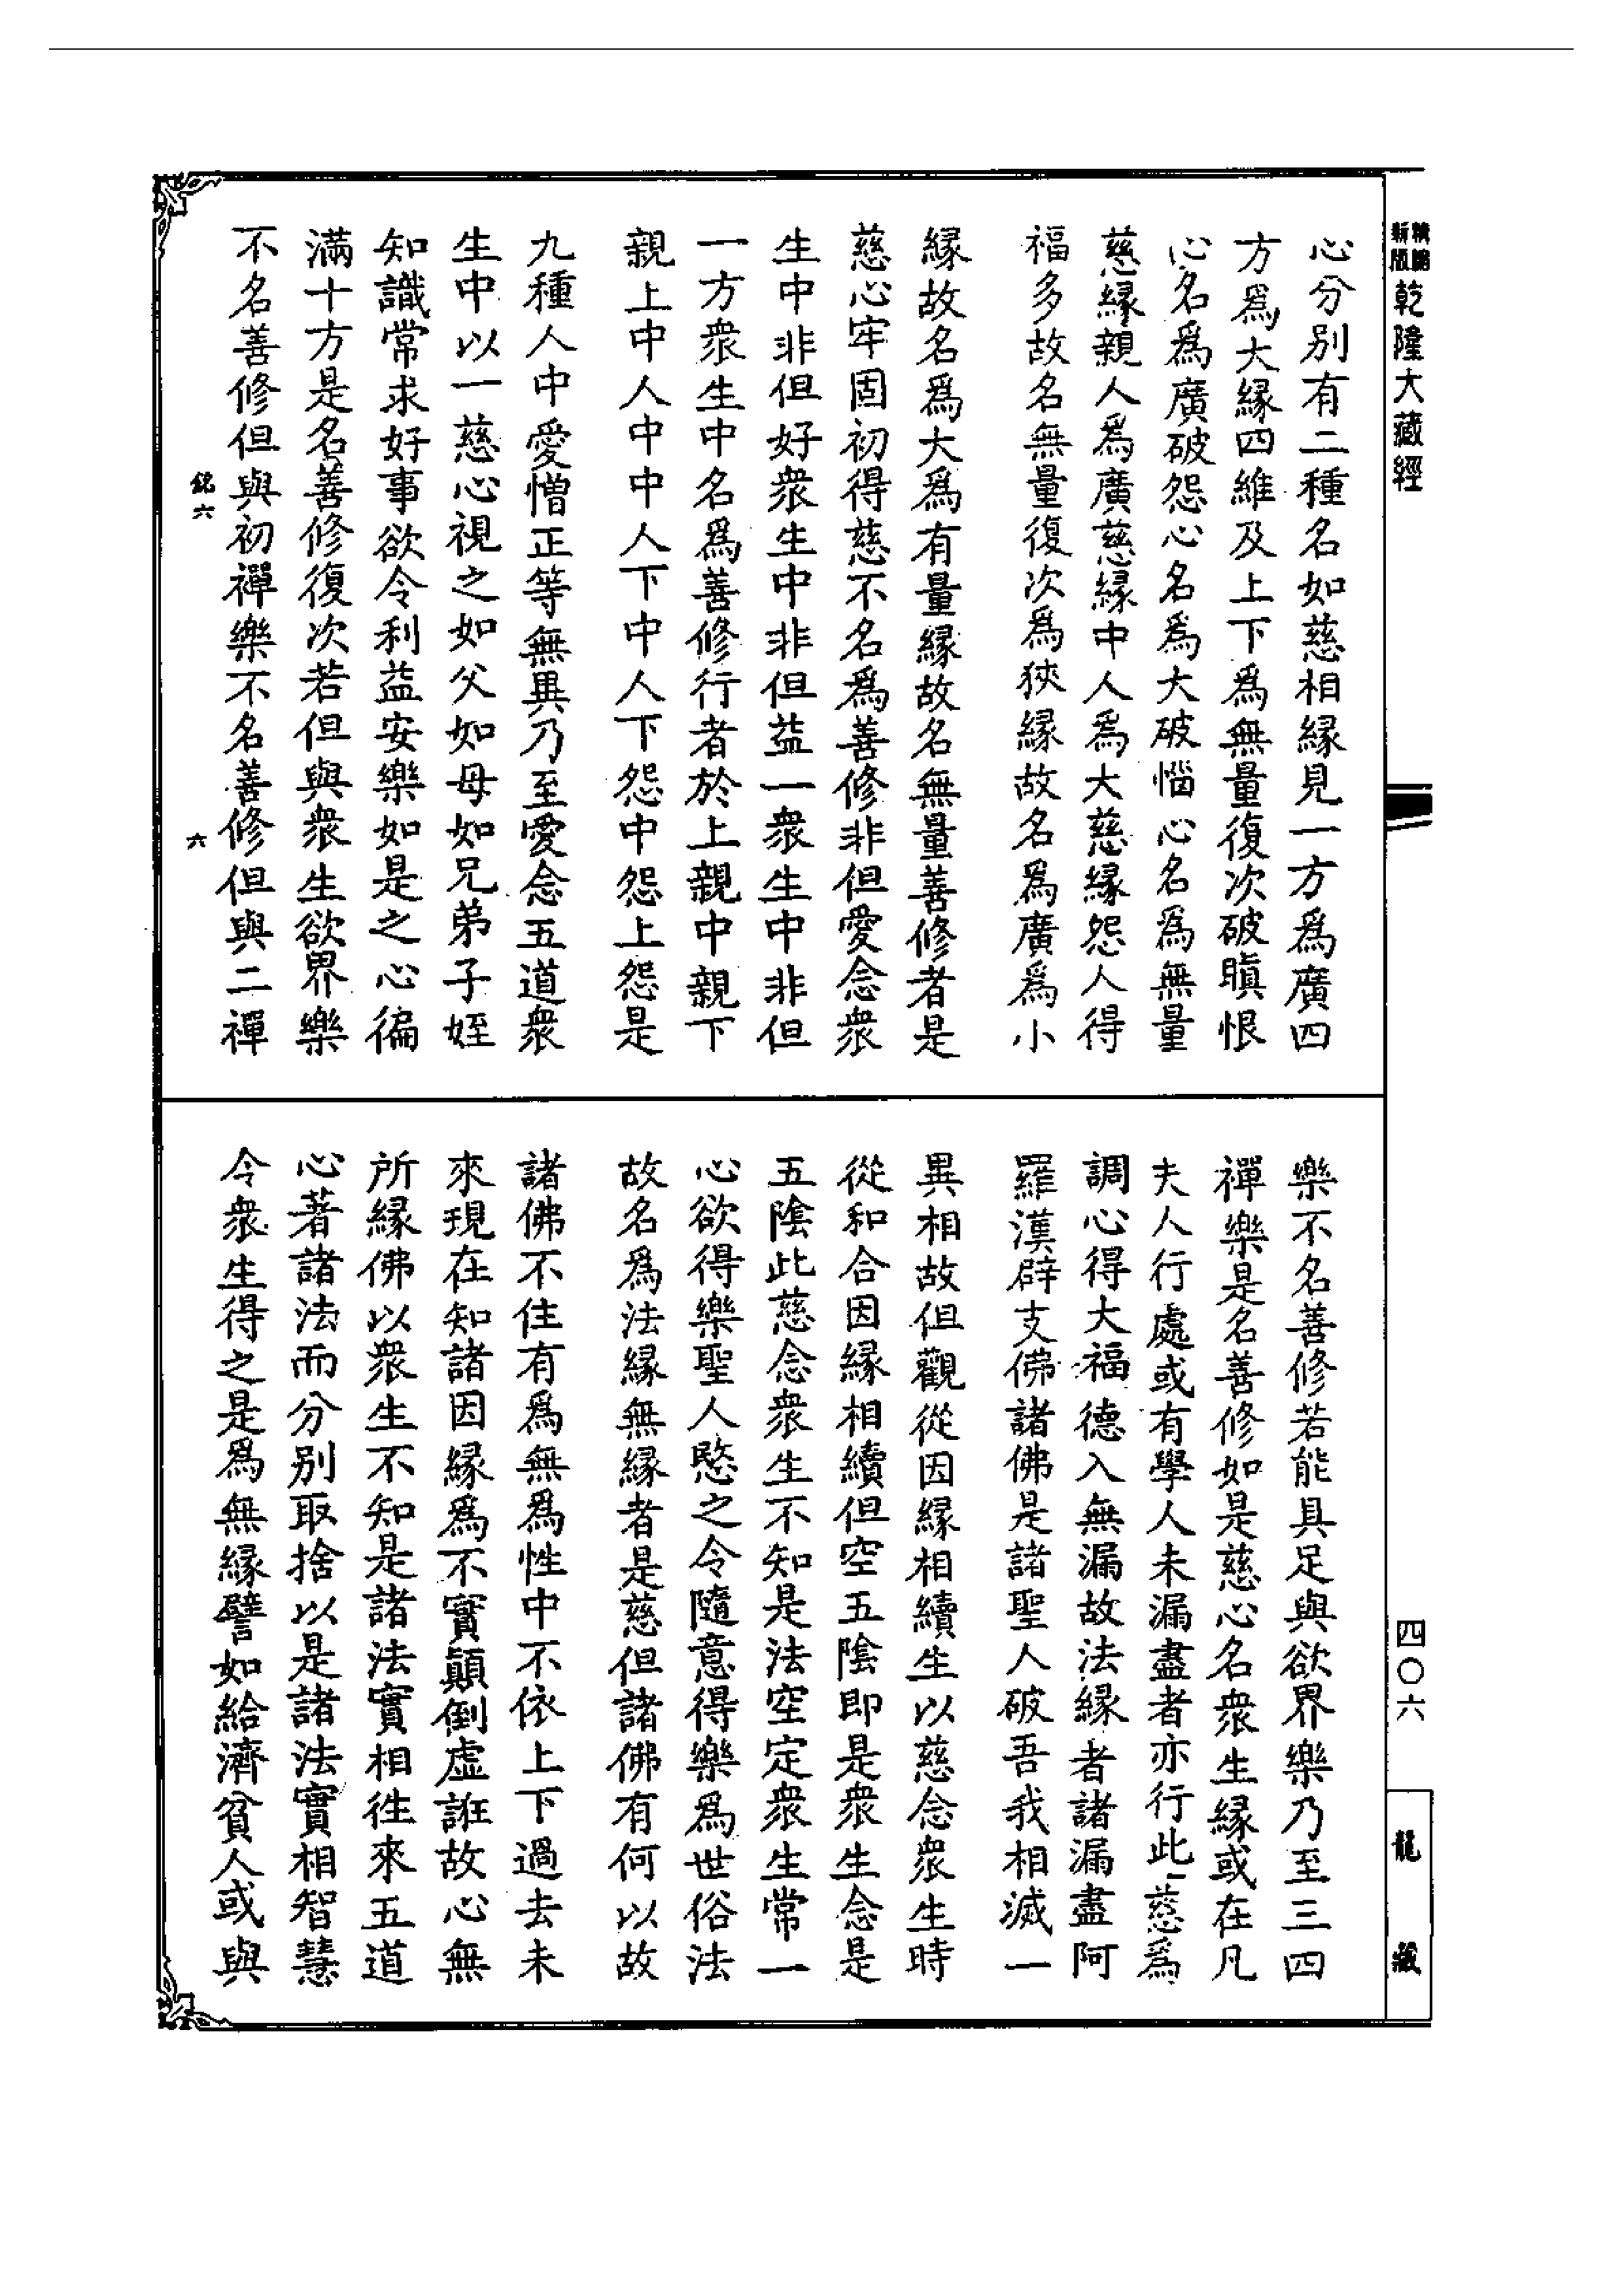 精編新版乾隆大藏經
心分別有二種名如慈相緣見一方為廣四
方爲大緣四維及上下爲無量復次破瞋恨
心名爲廣破怨心名爲大破惱心名爲無量
慈緣親人爲廣慈緣中人爲大慈緣怨人得
福多故名無量復次爲狹緣故名爲廣爲小
緣故名爲大爲有量緣故名無量善修者是
慈心牢固初得慈不名爲善修非但愛念衆
生中非但好衆生中非但益一衆生中非但
一方衆生中名爲善修行者於上親中親下
親上中人中中人下中人下怨中怨上怨是
九種人中愛憎正等無異乃至愛念五道衆
生中以一慈心視之如父如母如兄弟子姪
知識常求好事欲令利益安樂如是之心徧
滿十方是名善修復次若但與衆生欲界樂
不名善修但與初禪樂不名善修但與二禪
銘六
六
樂不名善修若能具足與欲界樂乃至三四
禪樂是名善修如是慈心名衆生緣或在凡
夫人行處或有學人未漏盡者亦行此慈爲
調心得大福德入無漏故法緣者諸漏盡阿
羅漢辟支佛諸佛是諸聖人破吾我相滅一
異相故但觀從因緣相續生以慈念衆生時
從和合因緣相續但空五陰即是衆生念是
五陰此慈念衆生不知是法空定衆生常一
心欲得樂聖人愍之令隨意得樂爲世俗法
故名爲法緣無緣者是慈但諸佛有何以故
諸佛不住有爲無爲性中不依上下過去未
來現在知諸因緣爲不實顛倒虛誑故心無
所緣佛以衆生不知是諸法實相徃來五道
心著諸法而分別取捨以是諸法實相智慧
令衆生得之是爲無緣譬如給濟貧人或與
四〇六
龍藏